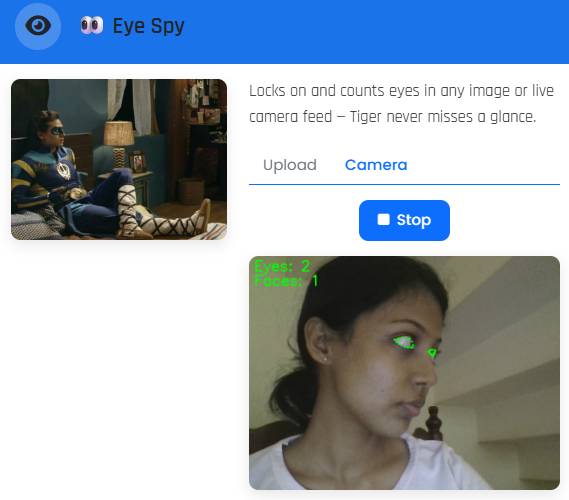 👀 Eye Spy
Locks on and counts eyes in any image or live
camera feed – Tiger never misses a glance.
Upload Camera
Stop
Eyes: 2
Faces: 1